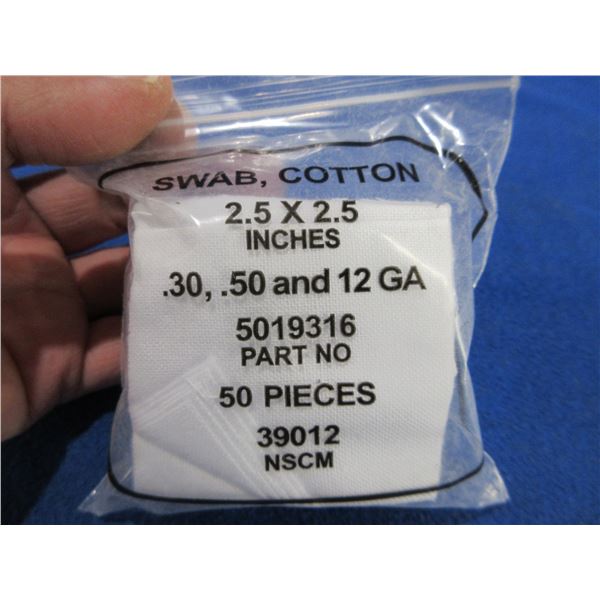 SWAB, COTTON
2.5 X 2.5
INCHES
.30, .50 and 12 GA
5019316
PART NO
50 PIECES
39012
NSCM